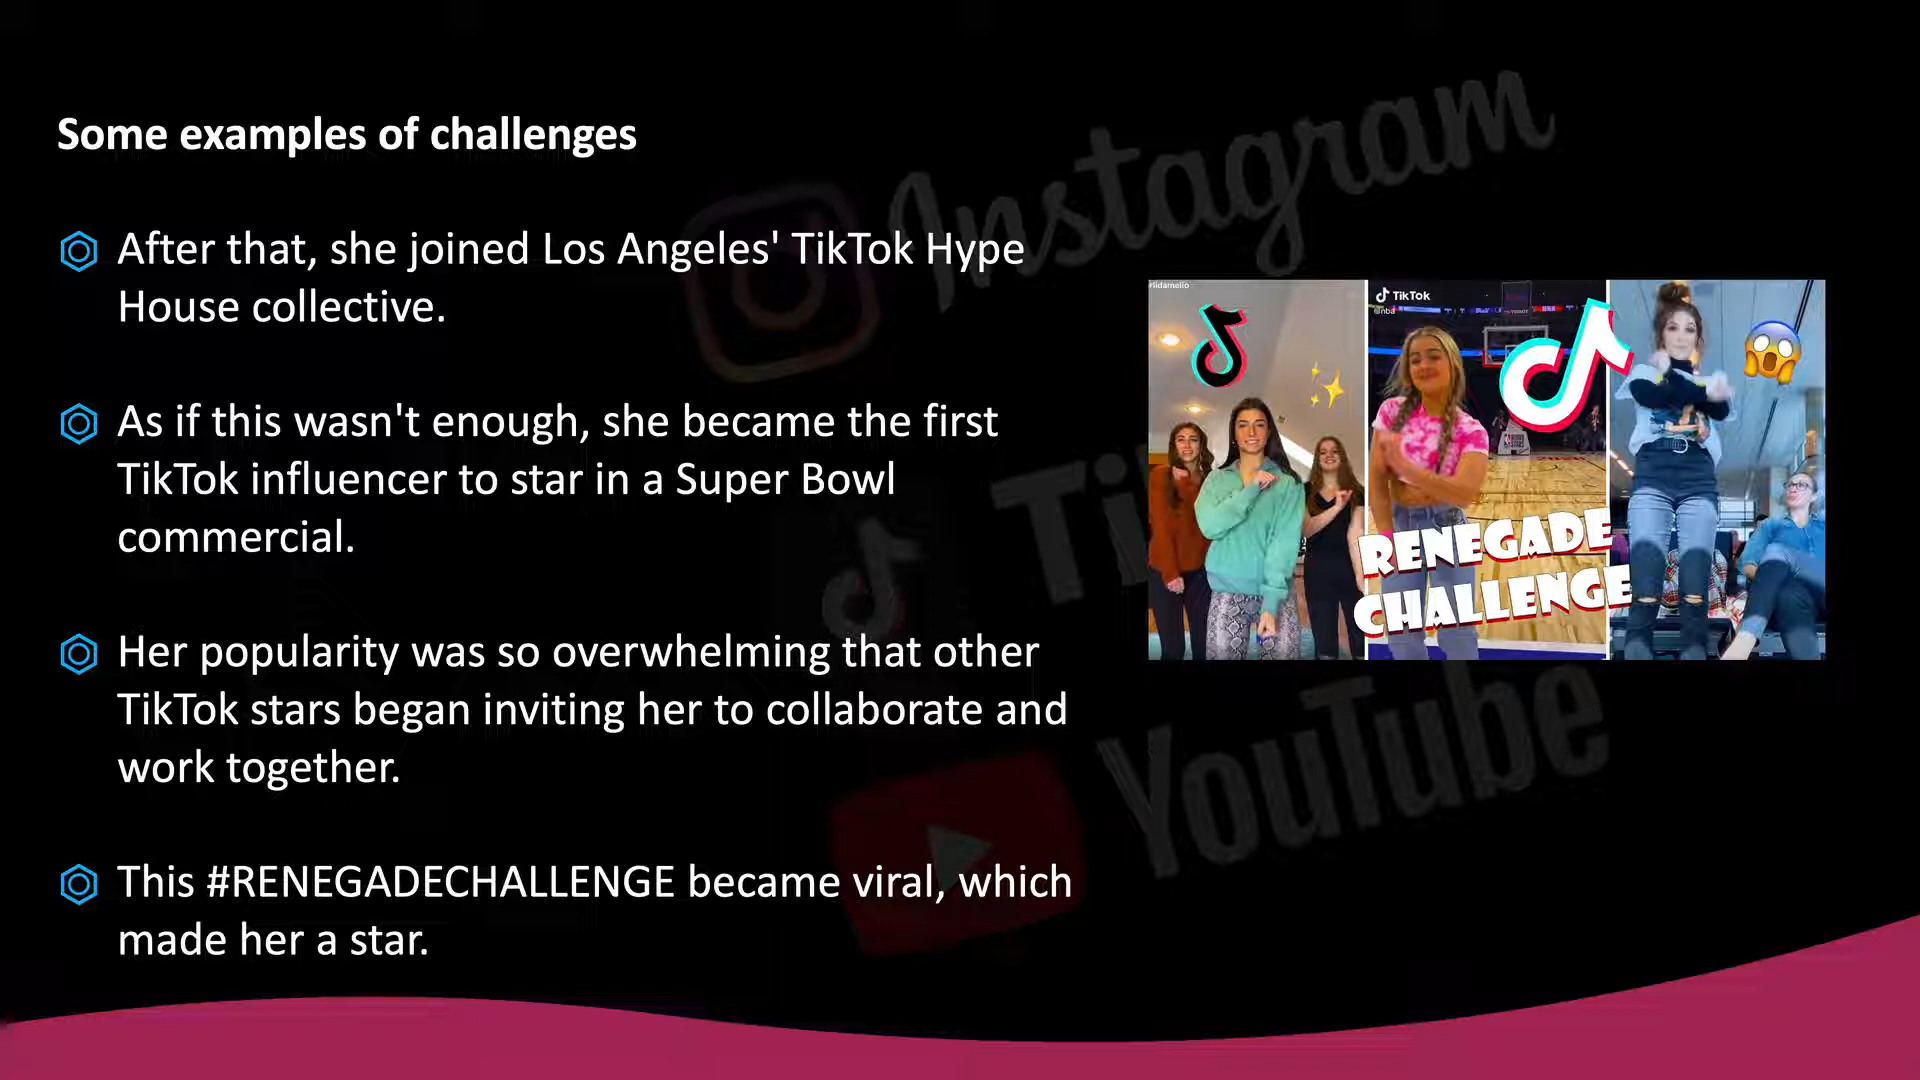 Some examples of challenges
After that, she joined Los Angeles' TikTok Hype
House collective.
As if this wasn't enough, she became the first
TikTok influencer to star in a Super Bowl
commercial.
Her popularity was so overwhelming that other
TikTok stars began inviting her to collaborate and
work together.
This #RENEGADECHALLENGE became viral, which
made her a star.
Instagram
TikTok
@nba
RENEGADE
CHALLENGE
Ti
YouTube